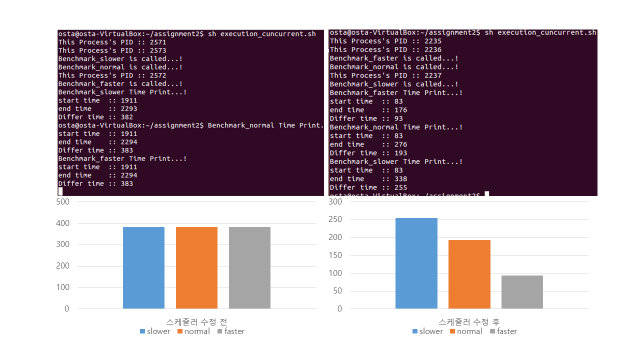 osta@osta-VirtualBox:~/assignment2$ sh execution_cuncurrent.sh
This Process's PID :: 2571
This Process's PID :: 2573
Benchmark_slower is called...!
Benchmark_normal is called...!
This Process's PID :: 2572
Benchmark_faster is called...!
Benchmark_slower Time Print...!
start time :: 1911
end time :: 2293
Differ time :: 382
osta@osta-VirtualBox:~/assignment2$ Benchmark_normal Time Print.
start time :: 1911
end time :: 2294
Differ time :: 383
Benchmark_faster Time Print...!
start time :: 1911
end time :: 2294
Differ time :: 383
osta@osta-VirtualBox:~/assignment2$ sh execution_cuncurrent.sh
This Process's PID :: 2235
This Process's PID :: 2236
Benchmark_faster is called...!
Benchmark_normal is called...!
This Process's PID :: 2237
Benchmark_slower is called...!
Benchmark_faster Time Print...!
start time :: 83
end time :: 176
Differ time :: 93
Benchmark_normal Time Print...!
start time :: 83
end time :: 276
Differ time :: 193
Benchmark_slower Time Print...!
start time :: 83
end time :: 338
Differ time :: 255
osta@osta-VirtualBox:~/assignment2$
500
400
300
200
100
0
스케줄러 수정 전
slower normal faster
300
250
200
150
100
50
0
스케줄러 수정 후
slower normal faster